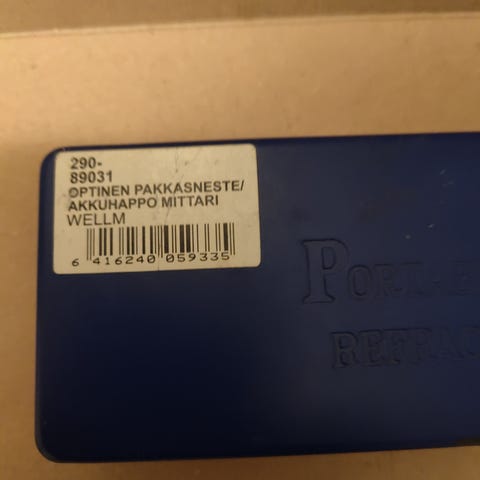 290-
89031
OPTINEN PAKKASNESTE/
AKKUHAPPO MITTARI
WELLM
6 416240 059335